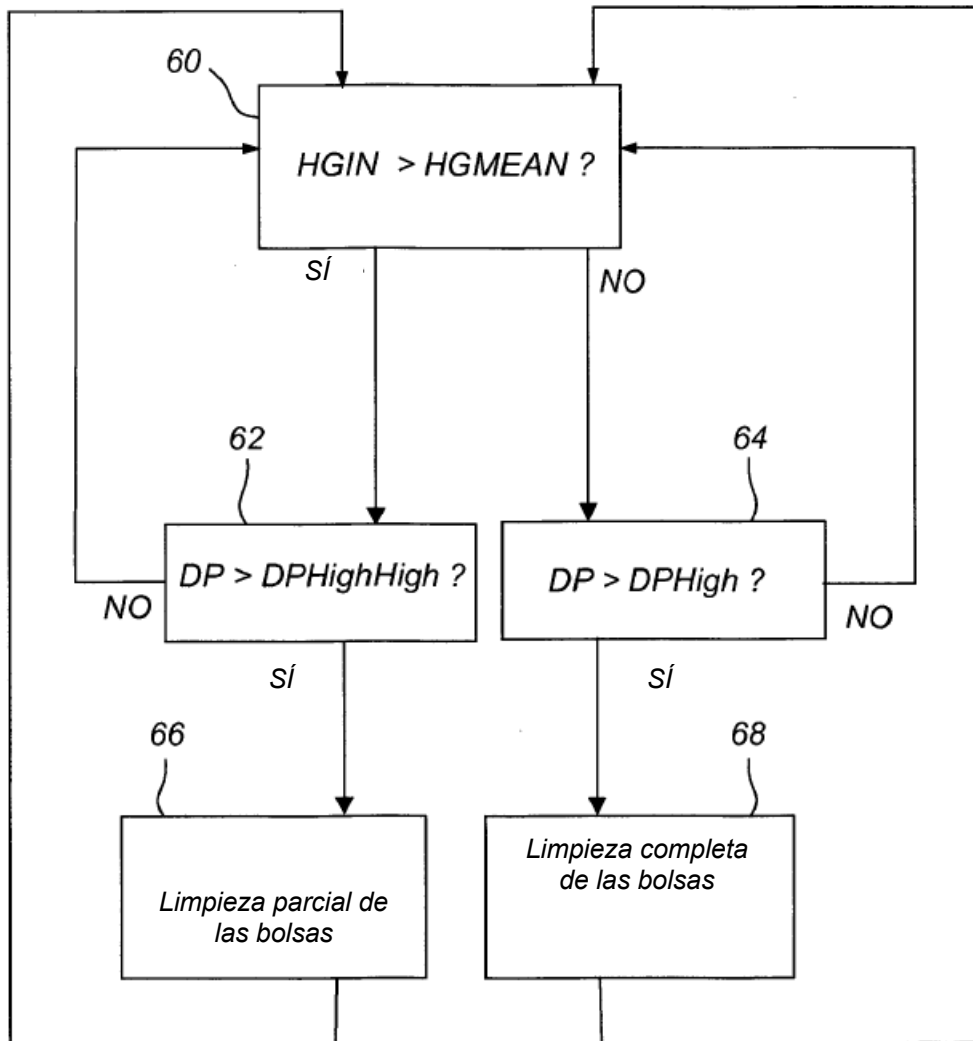 60
HGIN > HGMEAN ?
SÍ
NO
62
64
DP > DPHighHigh ?
DP > DPHigh ?
NO
NO
SÍ
SÍ
66
68
Limpieza parcial de
las bolsas
Limpieza completa
de las bolsas